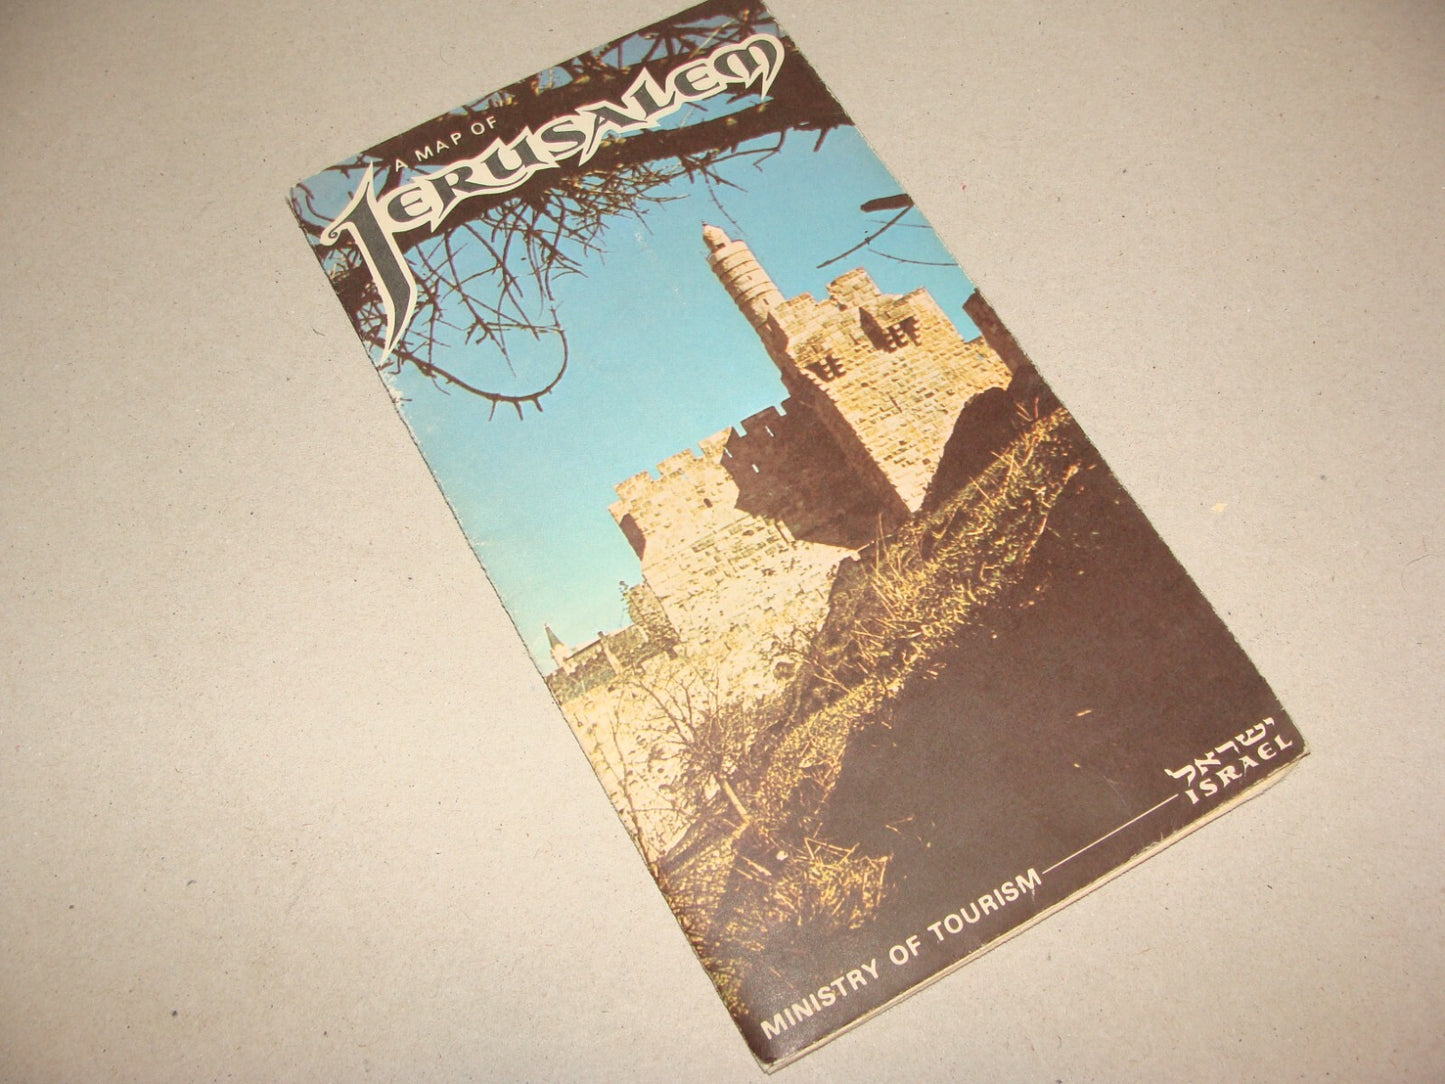 A MAP OF
JERUSALEM
ישראל
ISRAEL
MINISTRY OF TOURISM